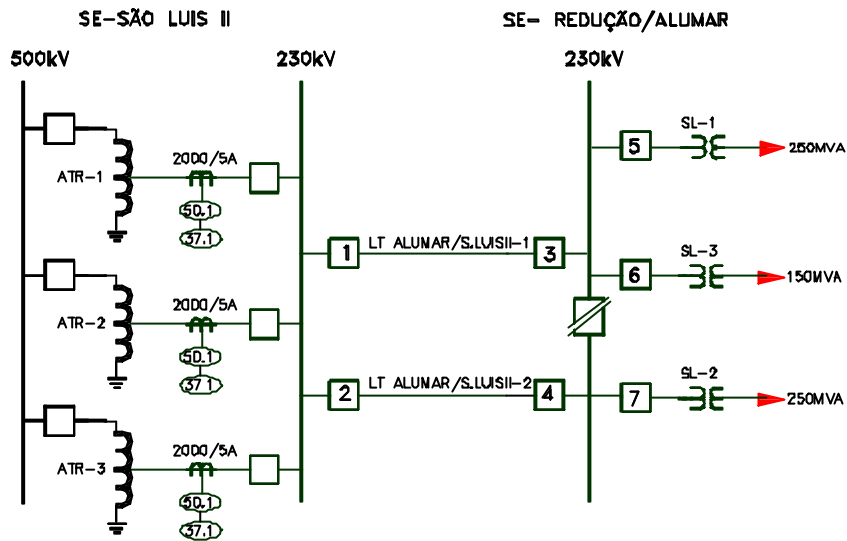 SE-SÃO LUIS II
SE- REDUÇÃO/ALUMAR
500kV
230kV
230kV
ATR-1
2000/5A
50.1
37.1
ATR-2
2000/5A
50.1
37.1
ATR-3
2000/5A
50.1
37.1
1
LT ALUMAR/S.LUISII-1
3
2
LT ALUMAR/S.LUISII-2
4
5
SL-1
250MVA
6
SL-3
150MVA
7
SL-2
250MVA